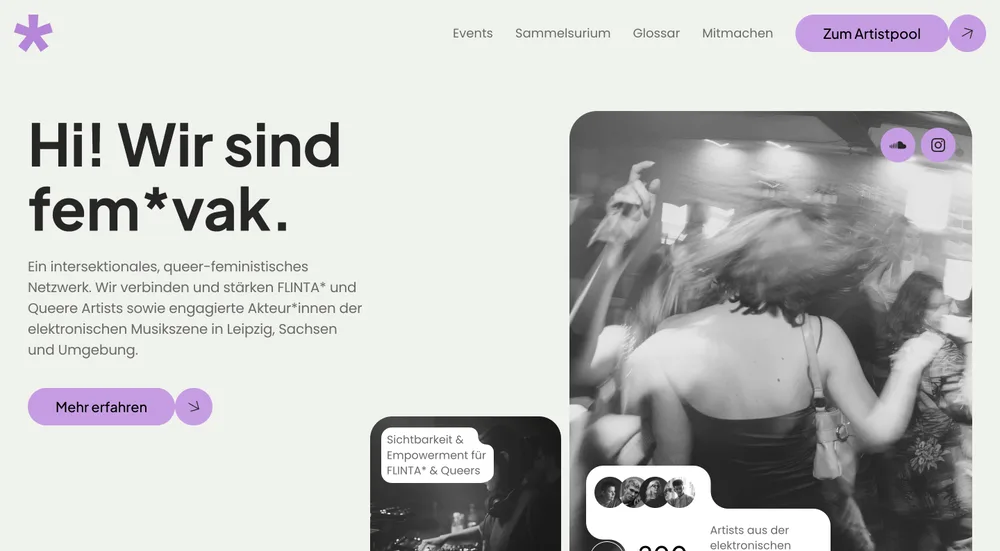 Events
Sammelsurium
Glossar
Mitmachen
Zum Artistpool
Hi! Wir sind
fem*vak.
Ein intersektionales, queer-feministisches
Netzwerk. Wir verbinden und stärken FLINTA* und
Queere Artists sowie engagierte Akteur*innen der
elektronischen Musikszene in Leipzig, Sachsen
und Umgebung.
Mehr erfahren
Sichtbarkeit &
Empowerment für
FLINTA* & Queers
Artists aus der
elektronischen